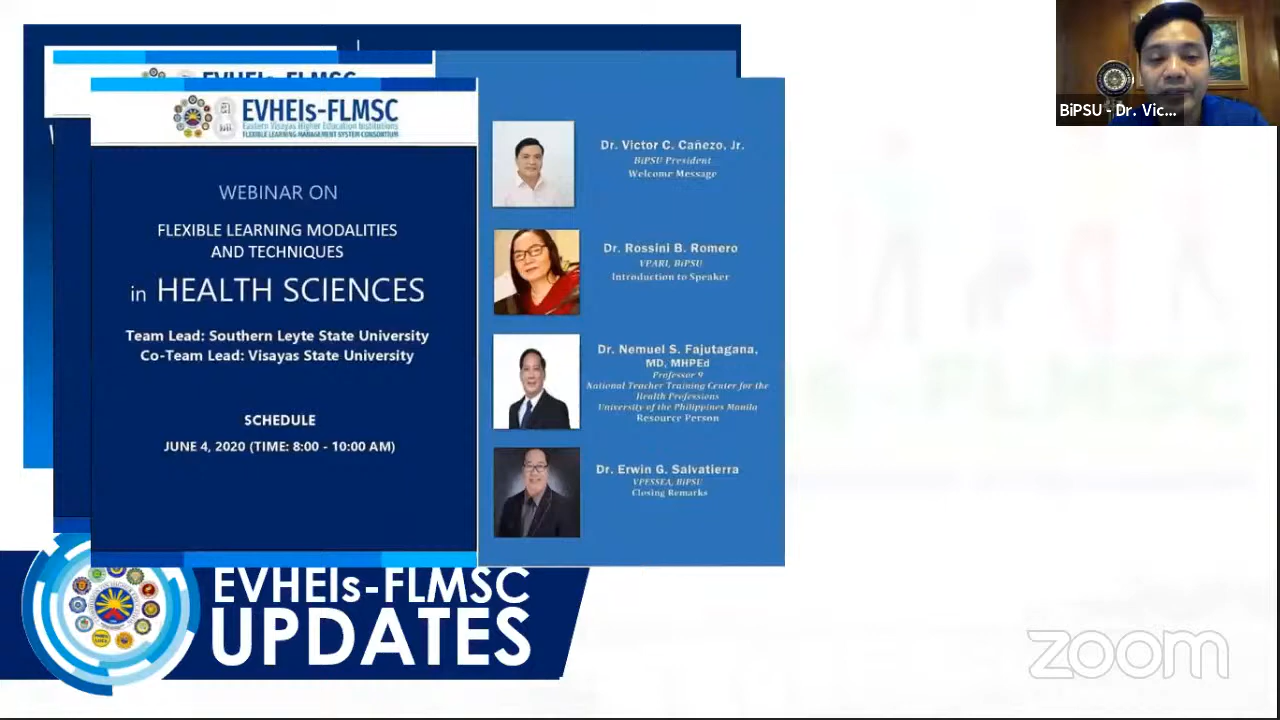 EVHEIs-FLMSC
EVHEIs-FLMSC
Eastern Visayas Higher Education Institutions
FLEXIBLE LEARNING MANAGEMENT SYSTEM CONSORTIUM
WEBINAR ON
FLEXIBLE LEARNING MODALITIES
AND TECHNIQUES
in HEALTH SCIENCES
Team Lead: Southern Leyte State University
Co-Team Lead: Visayas State University
SCHEDULE
JUNE 4, 2020 (TIME: 8:00 - 10:00 AM)
Dr. Victor C. Cañezo, Jr.
BiPSU President
Welcome Message
Dr. Rossini B. Romero
VPARI, BiPSU
Introduction to Speaker
Dr. Nemuel S. Fajutagana,
MD, MHPEd
Professor 9
National Teacher Training Center for the
Health Professions
University of the Philippines Manila
Resource Person
Dr. Erwin G. Salvatierra
VPESSEA, BiPSU
Closing Remarks
EVHEIs-FLMSC
UPDATES
BiPSU - Dr. Vic...
zoom